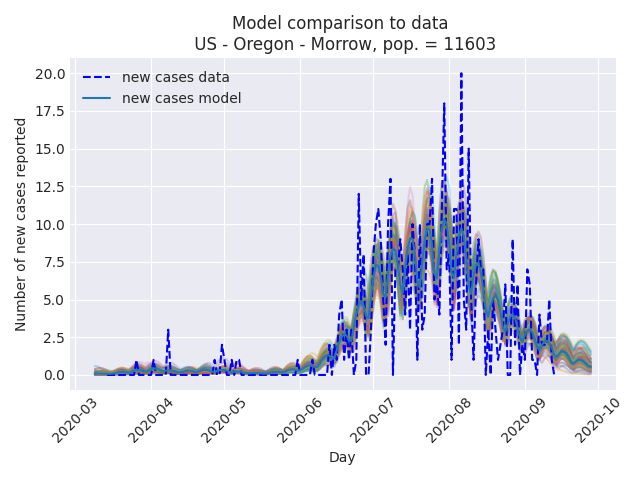 Model comparison to data
US - Oregon - Morrow, pop. = 11603
new cases data
new cases model
Number of new cases reported
20.0
17.5
15.0
12.5
10.0
7.5
5.0
2.5
0.0
2020-03
2020-04
2020-05
2020-06
2020-07
2020-08
2020-09
2020-10
Day